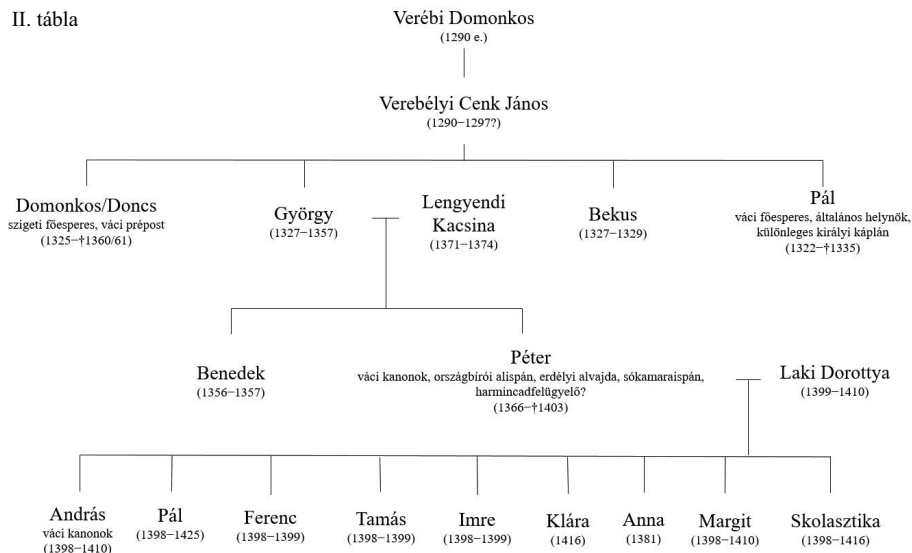 II. tábla
Verébi Domonkos
(1290 e.)
Verebélyi Cenk János
(1290−1297?)
Domonkos/Doncs
szigeti főesperes, váci prépost
(1325−†1360/61)
György
(1327−1357)
Lengyendi
Kacsina
(1371−1374)
Bekus
(1327−1329)
Pál
váci főesperes, általános helynök,
különleges királyi káplán
(1322−†1335)
Benedek
(1356−1357)
Péter
váci kanonok, országbírói alispán, erdélyi alvajda, sókamaraispán,
harmincadfelügyelő?
(1366−†1403)
Laki Dorottya
(1399−1410)
András
váci kanonok
(1398−1410)
Pál
(1398−1425)
Ferenc
(1398−1399)
Tamás
(1398−1399)
Imre
(1398−1399)
Klára
(1416)
Anna
(1381)
Margit
(1398−1410)
Skolasztika
(1398−1416)